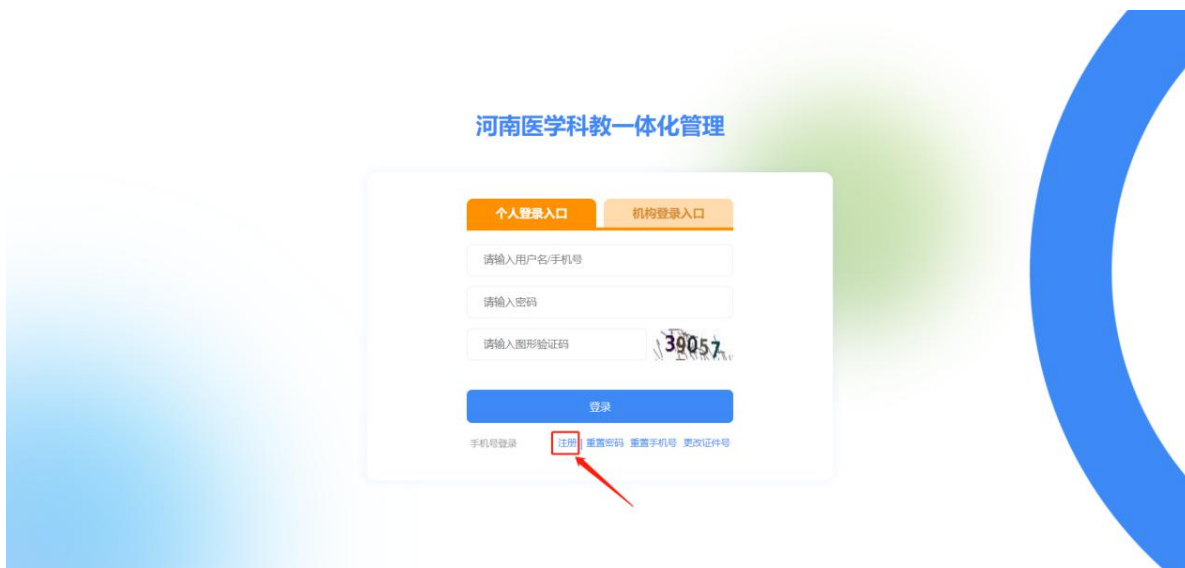 河南医学科教一体化管理
个人登录入口 机构登录入口
请输入用户名/手机号
请输入密码
请输入图形验证码 39057
登录
手机号登录 注册 | 重置密码 重置手机号 更改证件号